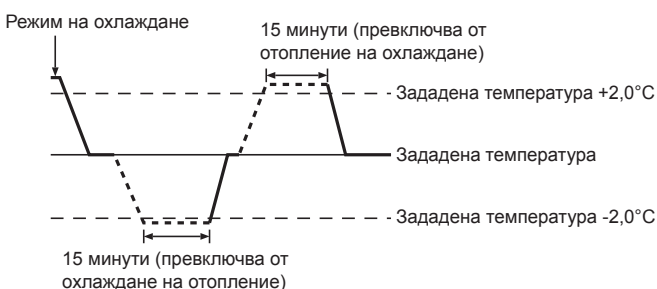 Режим на охлаждане
15 минути (превключва от
отопление на охлаждане)
Зададена температура +2,0°C
Зададена температура
Зададена температура -2,0°C
15 минути (превключва от
охлаждане на отопление)